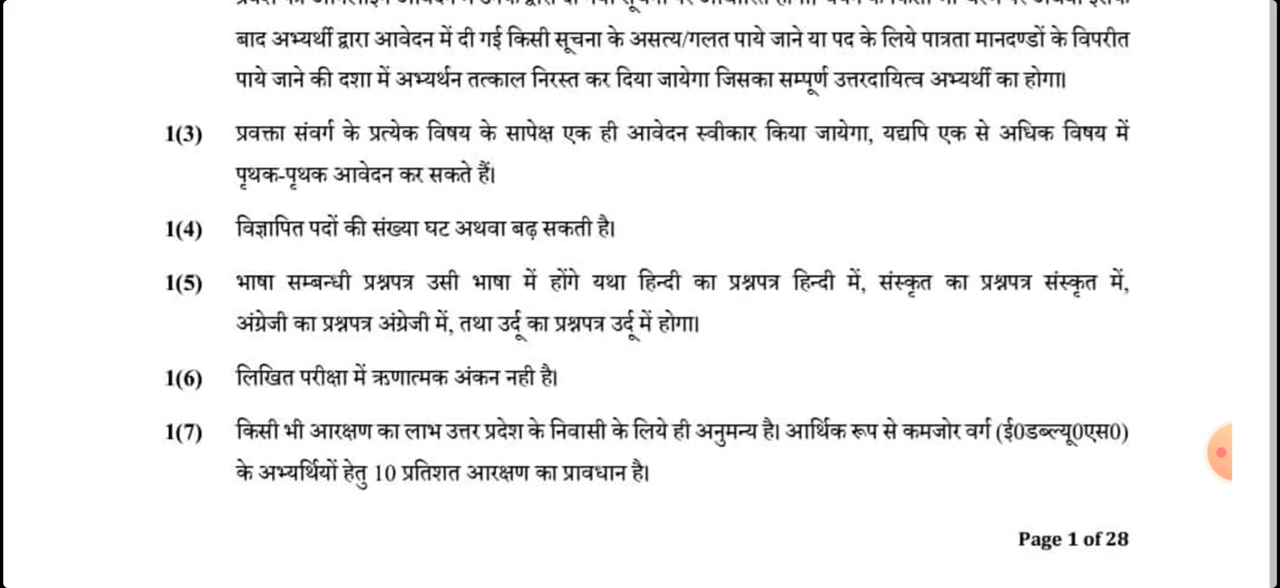 बाद अभ्यर्थी द्वारा आवेदन में दी गई किसी सूचना के असत्य/गलत पाये जाने या पद के लिये पात्रता मानदण्डों के विपरीत
पाये जाने की दशा में अभ्यर्थन तत्काल निरस्त कर दिया जायेगा जिसका सम्पूर्ण उत्तरदायित्व अभ्यर्थी का होगा।
1(3) प्रवक्ता संवर्ग के प्रत्येक विषय के सापेक्ष एक ही आवेदन स्वीकार किया जायेगा, यद्यपि एक से अधिक विषय में
पृथक-पृथक आवेदन कर सकते हैं।
1(4) विज्ञापित पदों की संख्या घट अथवा बढ़ सकती है।
1(5) भाषा सम्बन्धी प्रश्नपत्र उसी भाषा में होंगे यथा हिन्दी का प्रश्नपत्र हिन्दी में, संस्कृत का प्रश्नपत्र संस्कृत में,
अंग्रेजी का प्रश्नपत्र अंग्रेजी में, तथा उर्दू का प्रश्नपत्र उर्दू में होगा।
1(6) लिखित परीक्षा में ऋणात्मक अंकन नही है।
1(7) किसी भी आरक्षण का लाभ उत्तर प्रदेश के निवासी के लिये ही अनुमन्य है। आर्थिक रूप से कमजोर वर्ग (ई0डब्ल्यू0एस0)
के अभ्यर्थियों हेतु 10 प्रतिशत आरक्षण का प्रावधान है।
Page 1 of 28